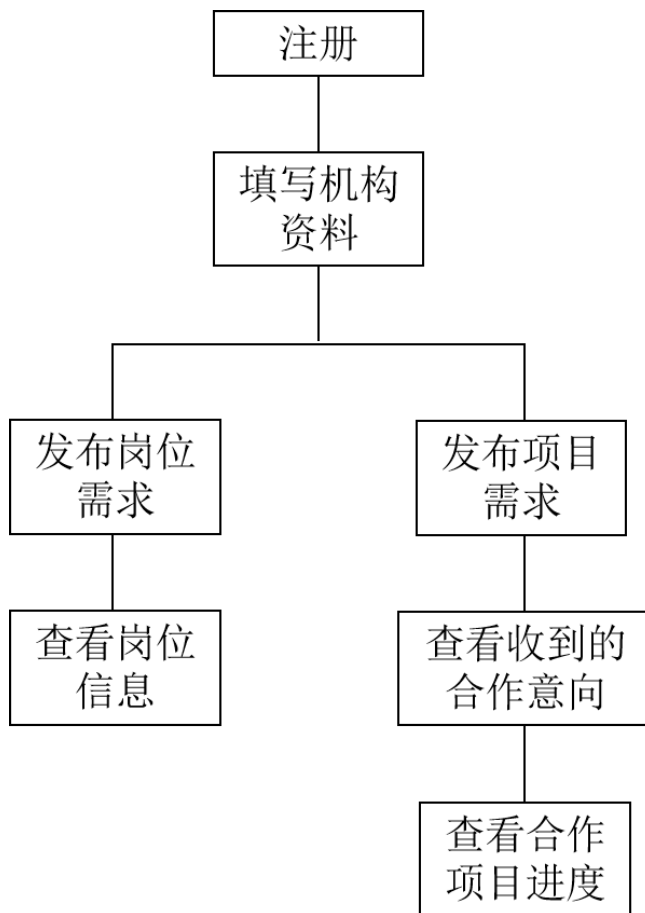 注册
填写机构
资料
发布岗位
需求
发布项目
需求
查看岗位
信息
查看收到的
合作意向
查看合作
项目进度